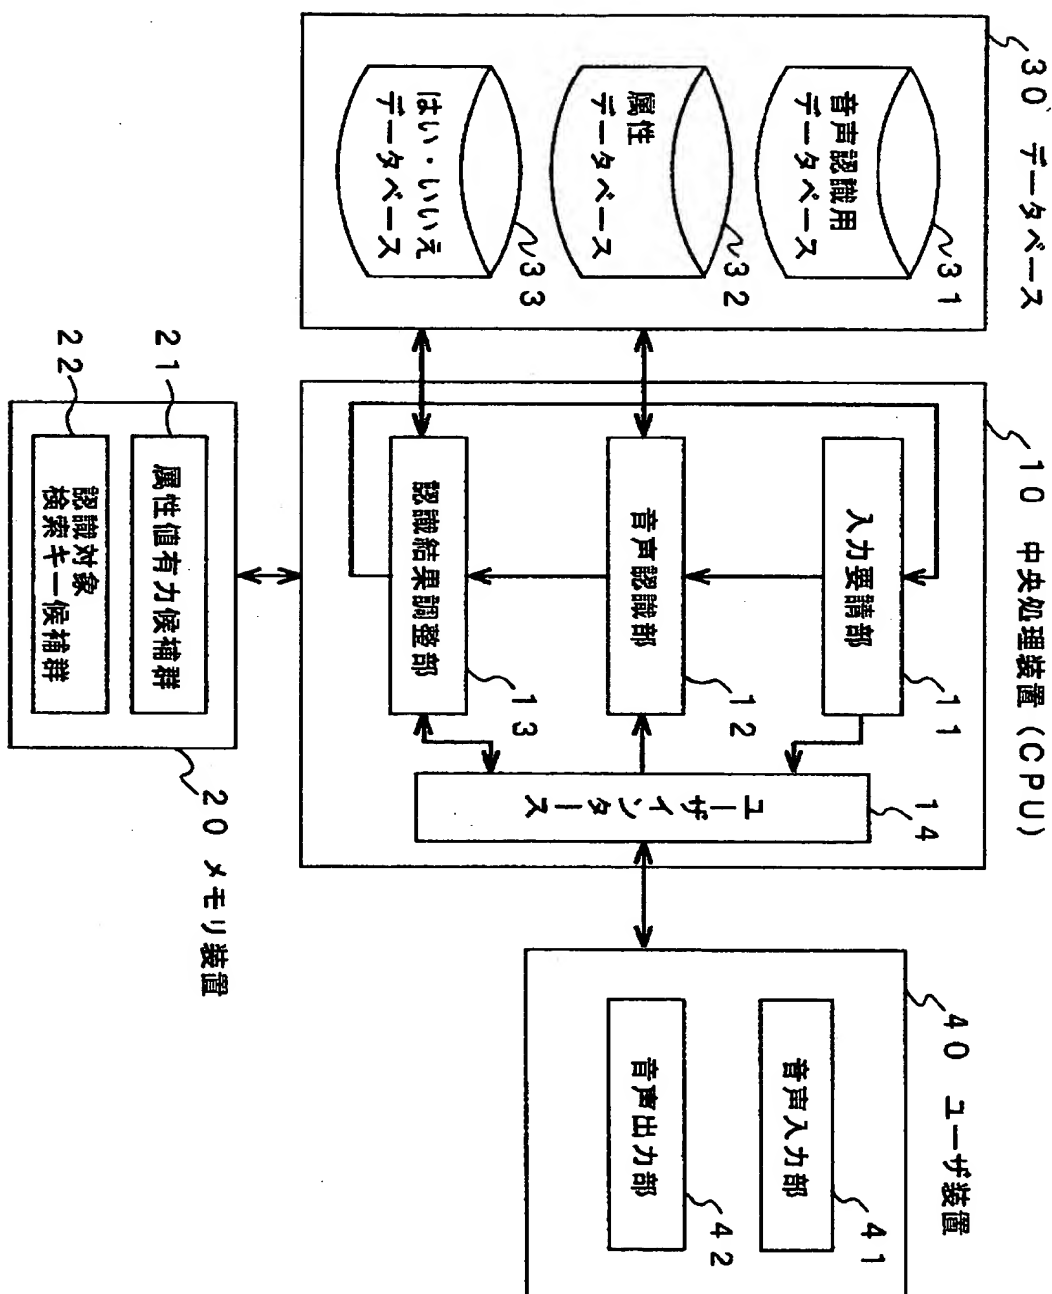 30 データベース
31
音声認識用
データベース
32
属性
データベース
33
はい・いいえ
データベース
10 中央処理装置(CPU)
11
入力要請部
12
音声認識部
13
認識結果調整部
14
ユーザインタース
21
属性値有力候補群
22
認識対象
検索キー候補群
20 メモリ装置
40 ユーザ装置
41
音声入力部
42
音声出力部